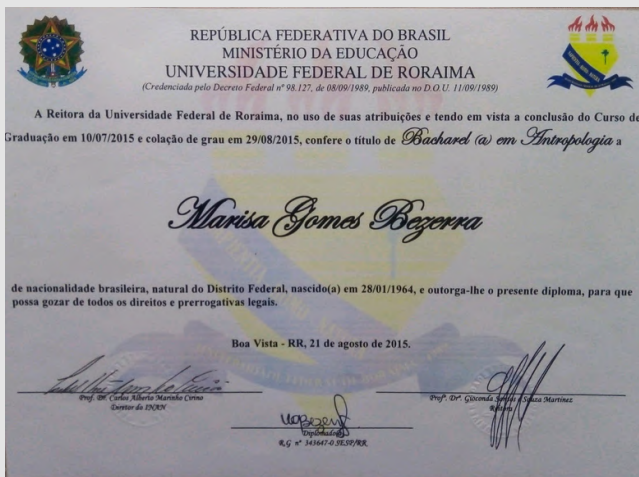 REPÚBLICA FEDERATIVA DO BRASIL
MINISTÉRIO DA EDUCAÇÃO
UNIVERSIDADE FEDERAL DE RORAIMA
(Credenciada pelo Decreto Federal nº 98.127, de 08/09/1989, publicada no D.O.U. 11/09/1989)
A Reitora da Universidade Federal de Roraima, no uso de suas atribuições e tendo em vista a conclusão do Curso de
Graduação em 10/07/2015 e colação de grau em 29/08/2015, confere o título de Bacharel (a) em Antropologia a
Marisa Gomes Bezerra
de nacionalidade brasileira, natural do Distrito Federal, nascido(a) em 28/01/1964, e outorga-lhe o presente diploma, para que
possa gozar de todos os direitos e prerrogativas legais.
Boa Vista - RR, 21 de agosto de 2015.
Prof. Dr. Carlos Alberto Marinho Cirino
Diretor do INAN
Profª. Drª. Gioconda Souza Martinez
Reitora
Diplomado(a)
R.G nº 343647-0 SESP/RR